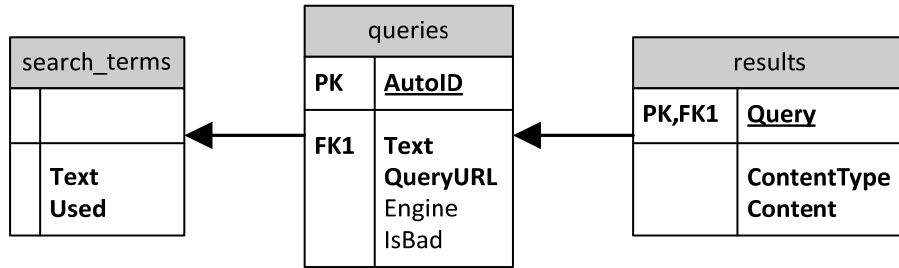 search_terms
Text
Used
queries
PK AutoID
FK1 Text
QueryURL
Engine
IsBad
results
PK,FK1 Query
ContentType
Content